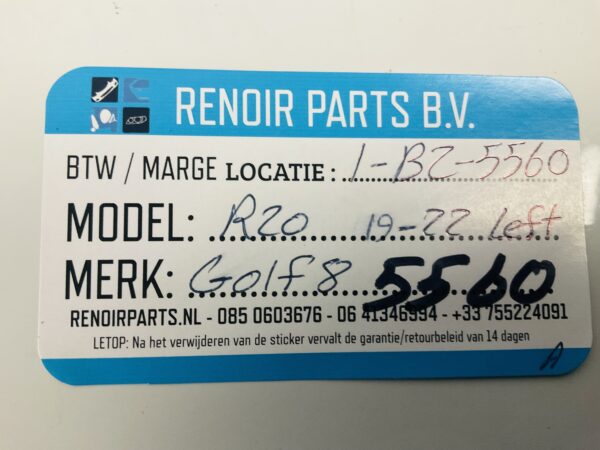 RENOIR PARTS B.V.
BTW / MARGE LOCATIE: 1-BZ-5560
MODEL: R20 19-22 Left
MERK: Golf 8 5560
RENOIRPARTS.NL - 085 0603676 - 06 41346994 - +33 755224091
LETOP: Na het verwijderen van de sticker vervalt de garantie/retourbeleid van 14 dagen
A